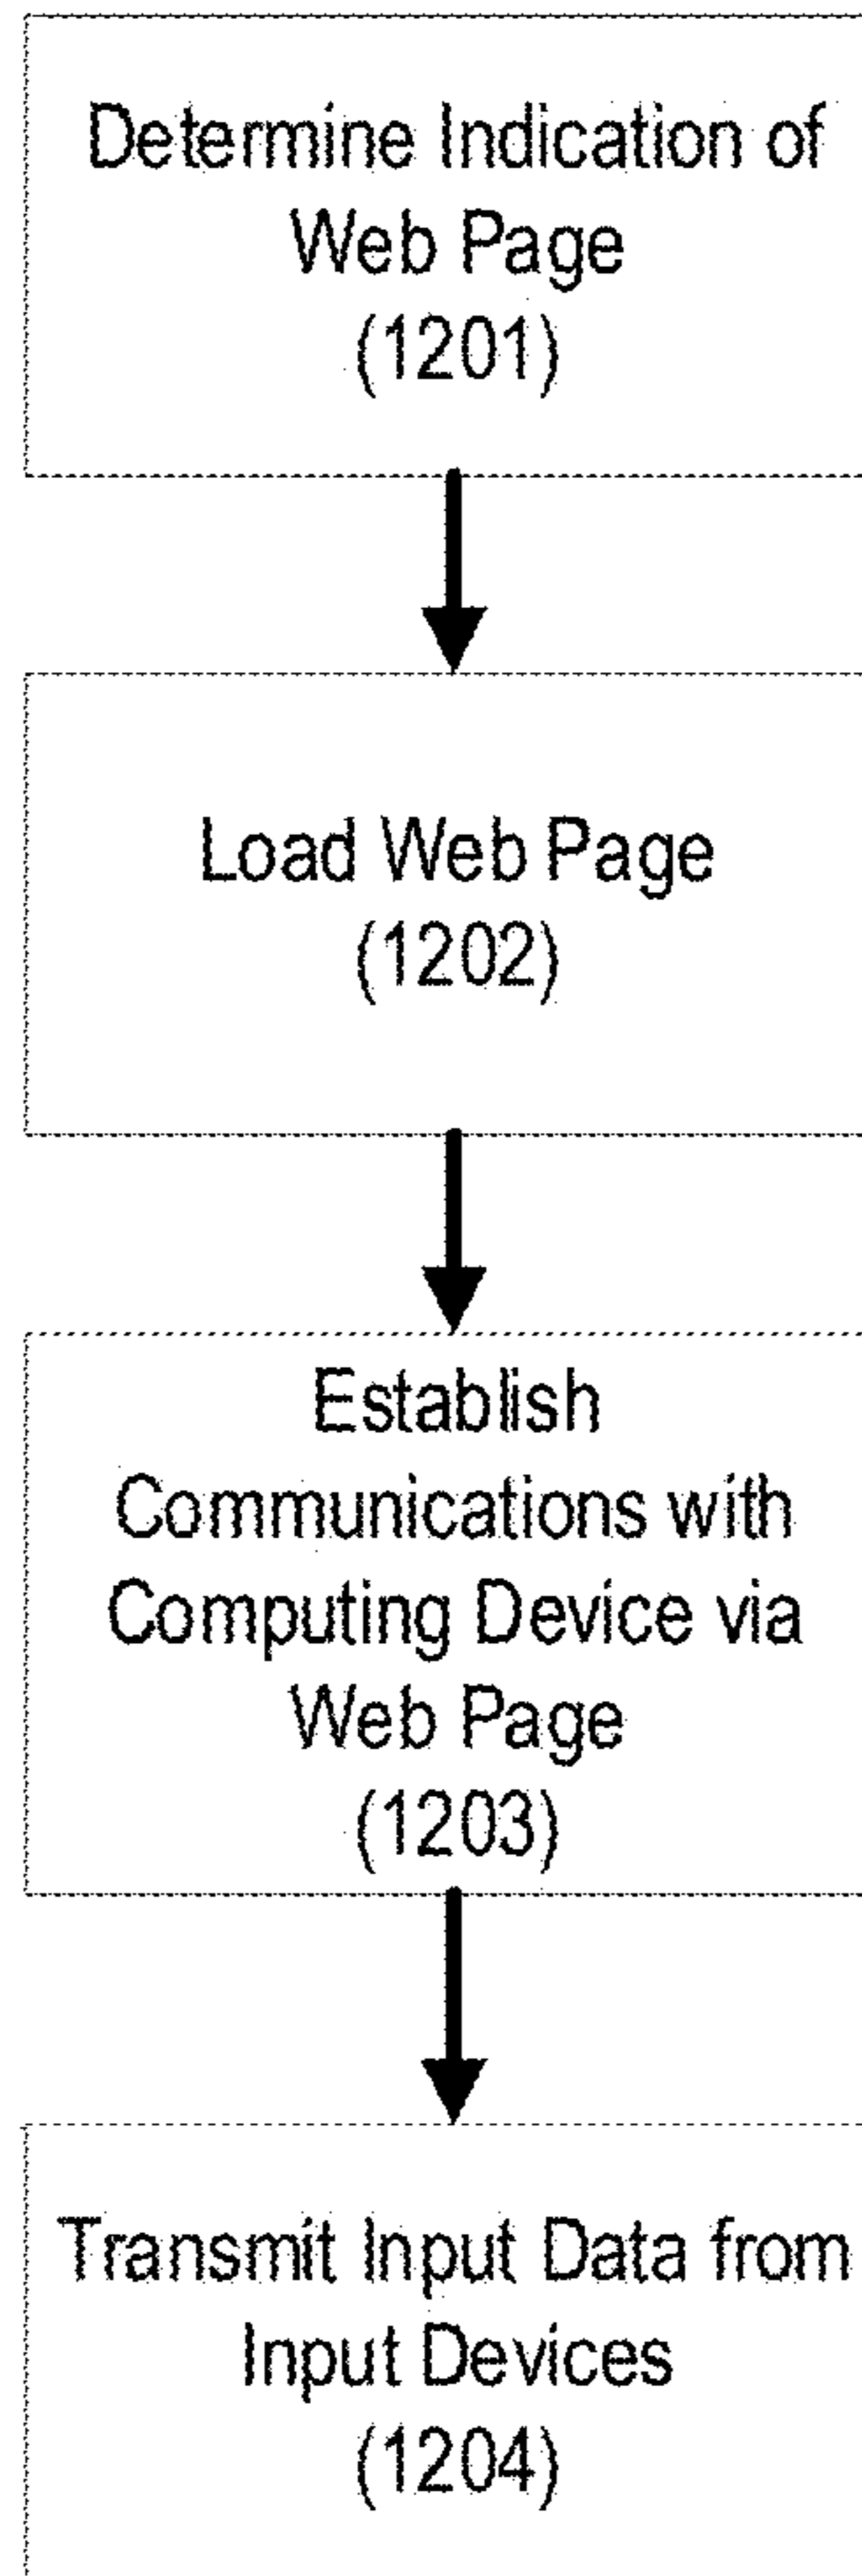 Determine Indication of
Web Page
(1201)
Load Web Page
(1202)
Establish
Communications with
Computing Device via
Web Page
(1203)
Transmit Input Data from
Input Devices
(1204)